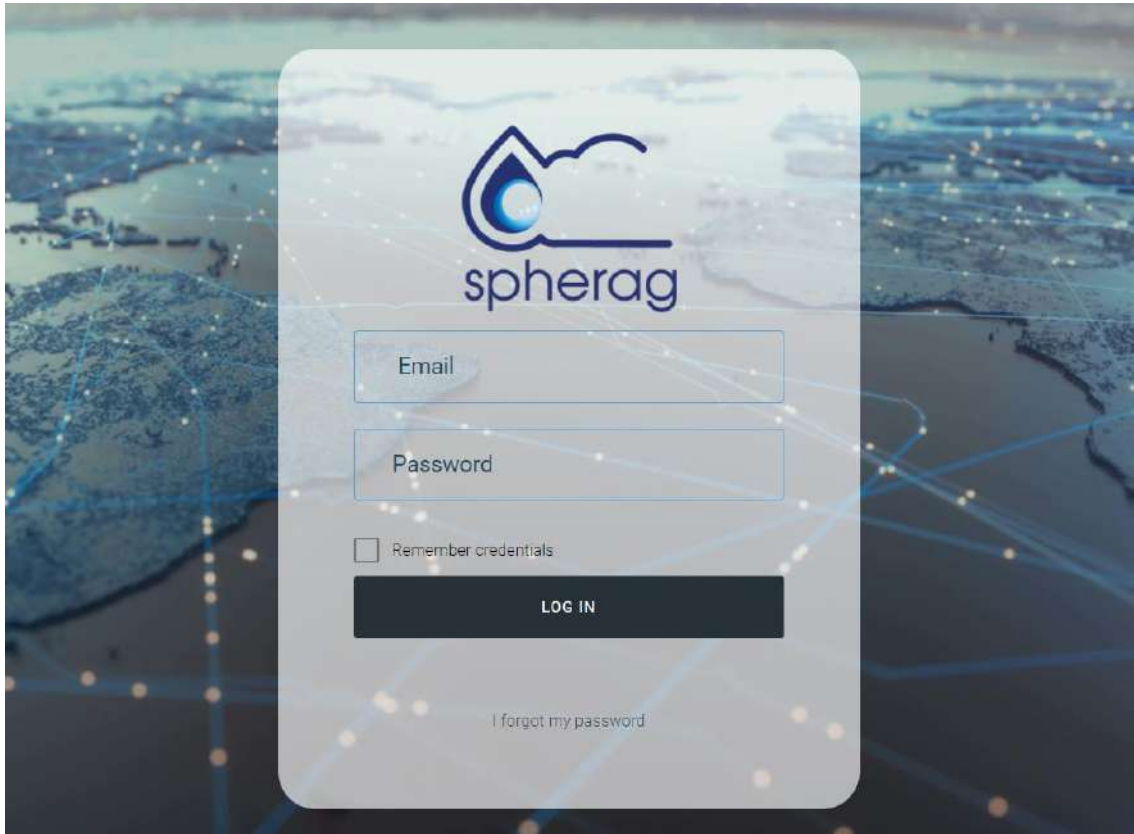 spherag
Email
Password
Remember credentials
LOG IN
I forgot my password